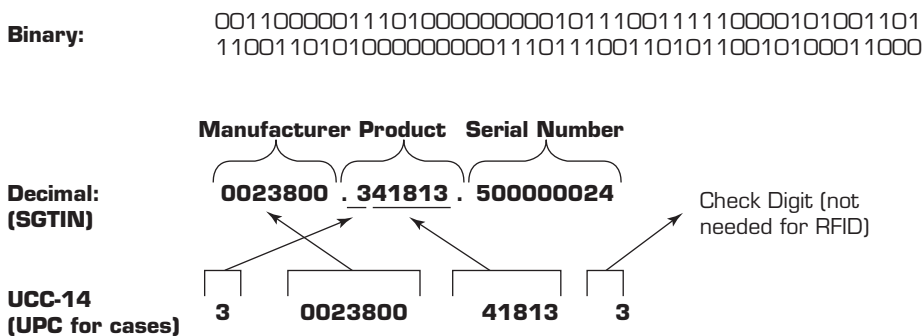 Binary:
001100000111010000000001011100111110000101001101
110011010100000000011101110011010110010100011000
Manufacturer Product Serial Number
Decimal:
(SGTIN)
0023800 . 341813 . 500000024
Check Digit (not
needed for RFID)
UCC-14
(UPC for cases)
3 0023800 41813 3